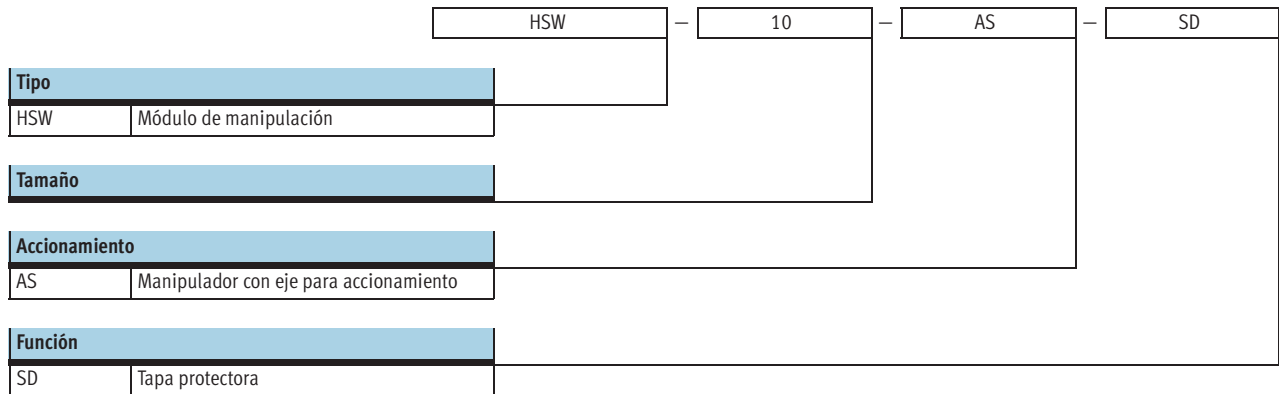 HSW – 10 – AS – SD
Tipo
HSW Módulo de manipulación
Tamaño
Accionamiento
AS Manipulador con eje para accionamiento
Función
SD Tapa protectora